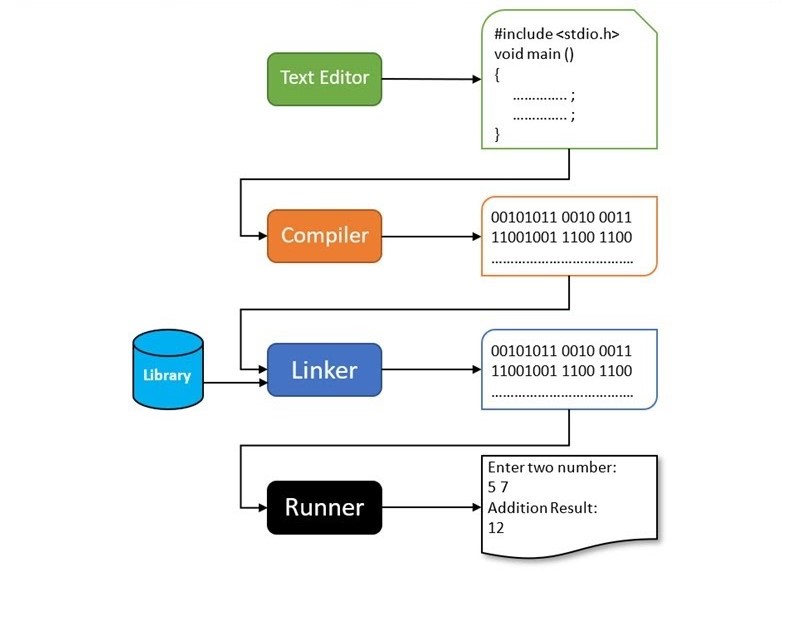 Text Editor
#include <stdio.h>
void main ()
{
.............. ;
.............. ;
}
Compiler
00101011 0010 0011
11001001 1100 1100
....................................
Library
Linker
00101011 0010 0011
11001001 1100 1100
....................................
Runner
Enter two number:
5 7
Addition Result:
12